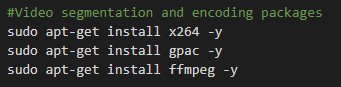 #Video segmentation and encoding packages
sudo apt-get install x264 -y
sudo apt-get install gpac -y
sudo apt-get install ffmpeg -y